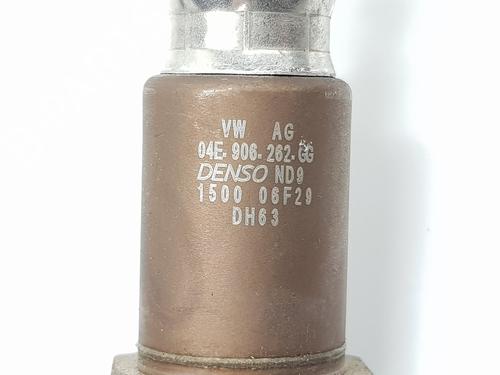 VW AG
04E-906-262-GG
DENSO ND9
1500 06F29
DH63